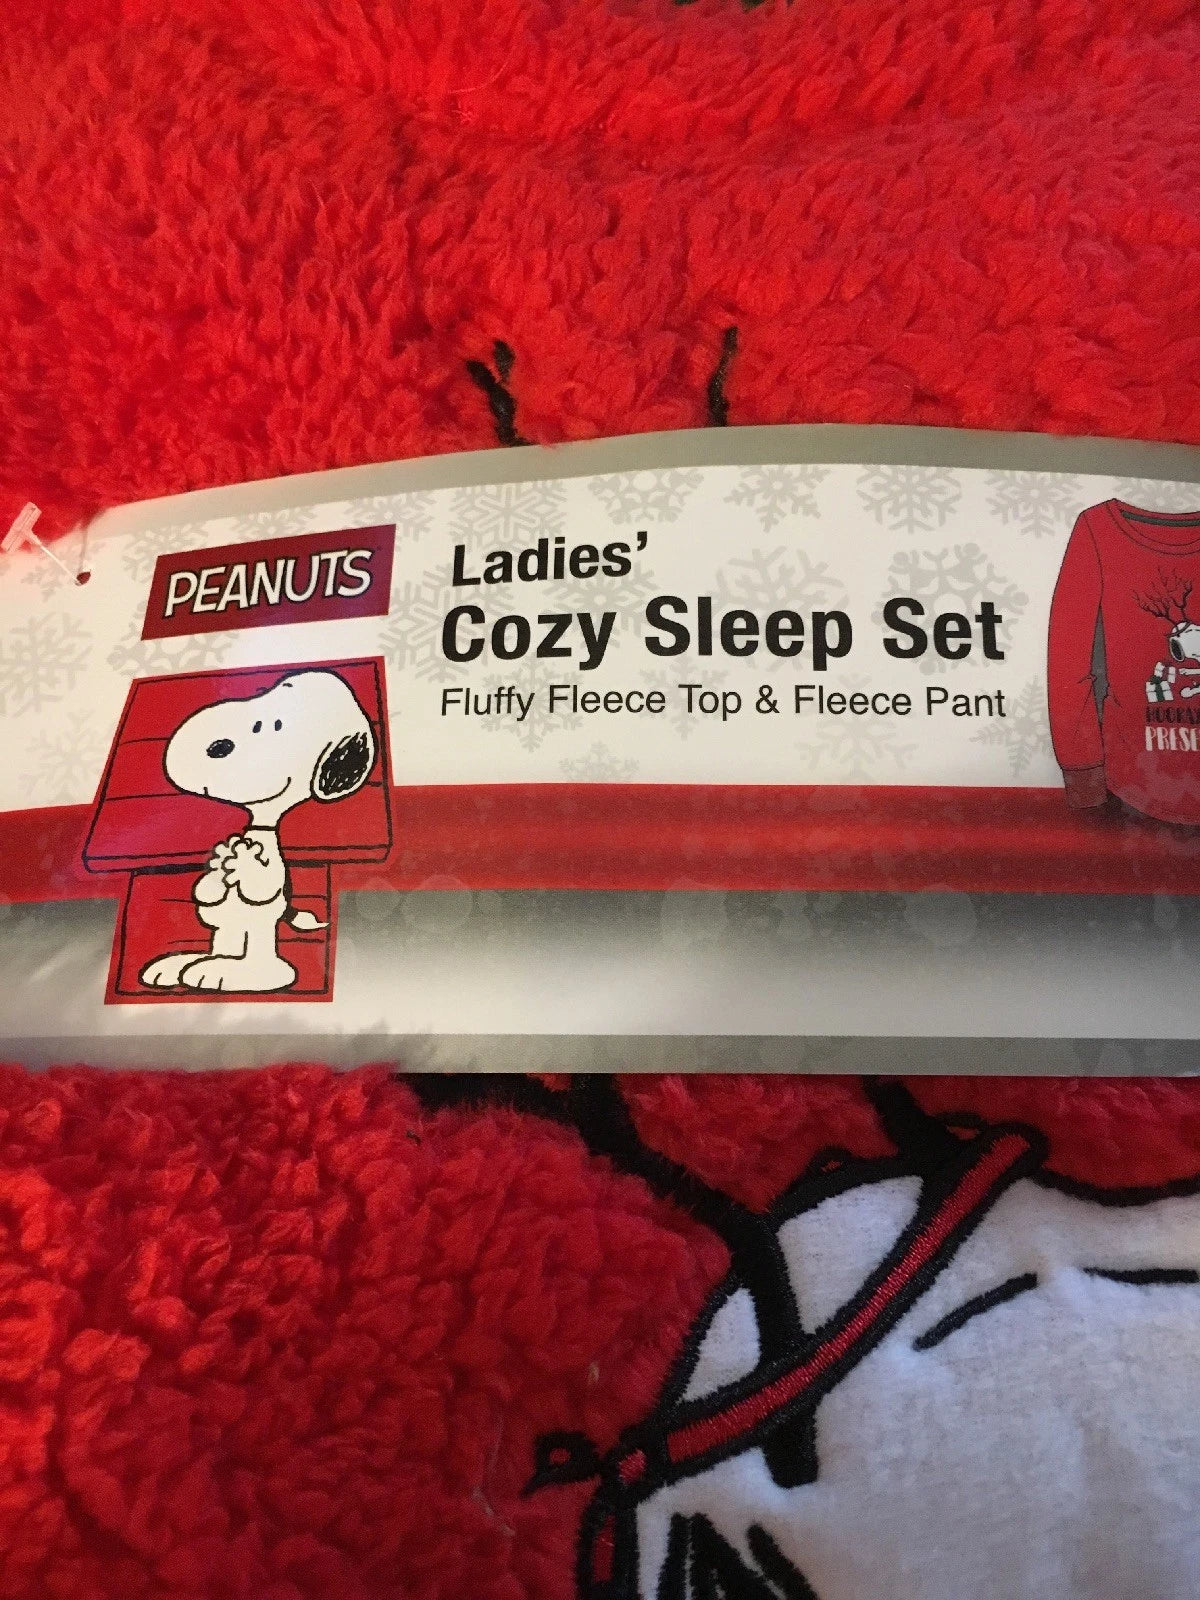 PEANUTS
Ladies'
Cozy Sleep Set
Fluffy Fleece Top & Fleece Pant